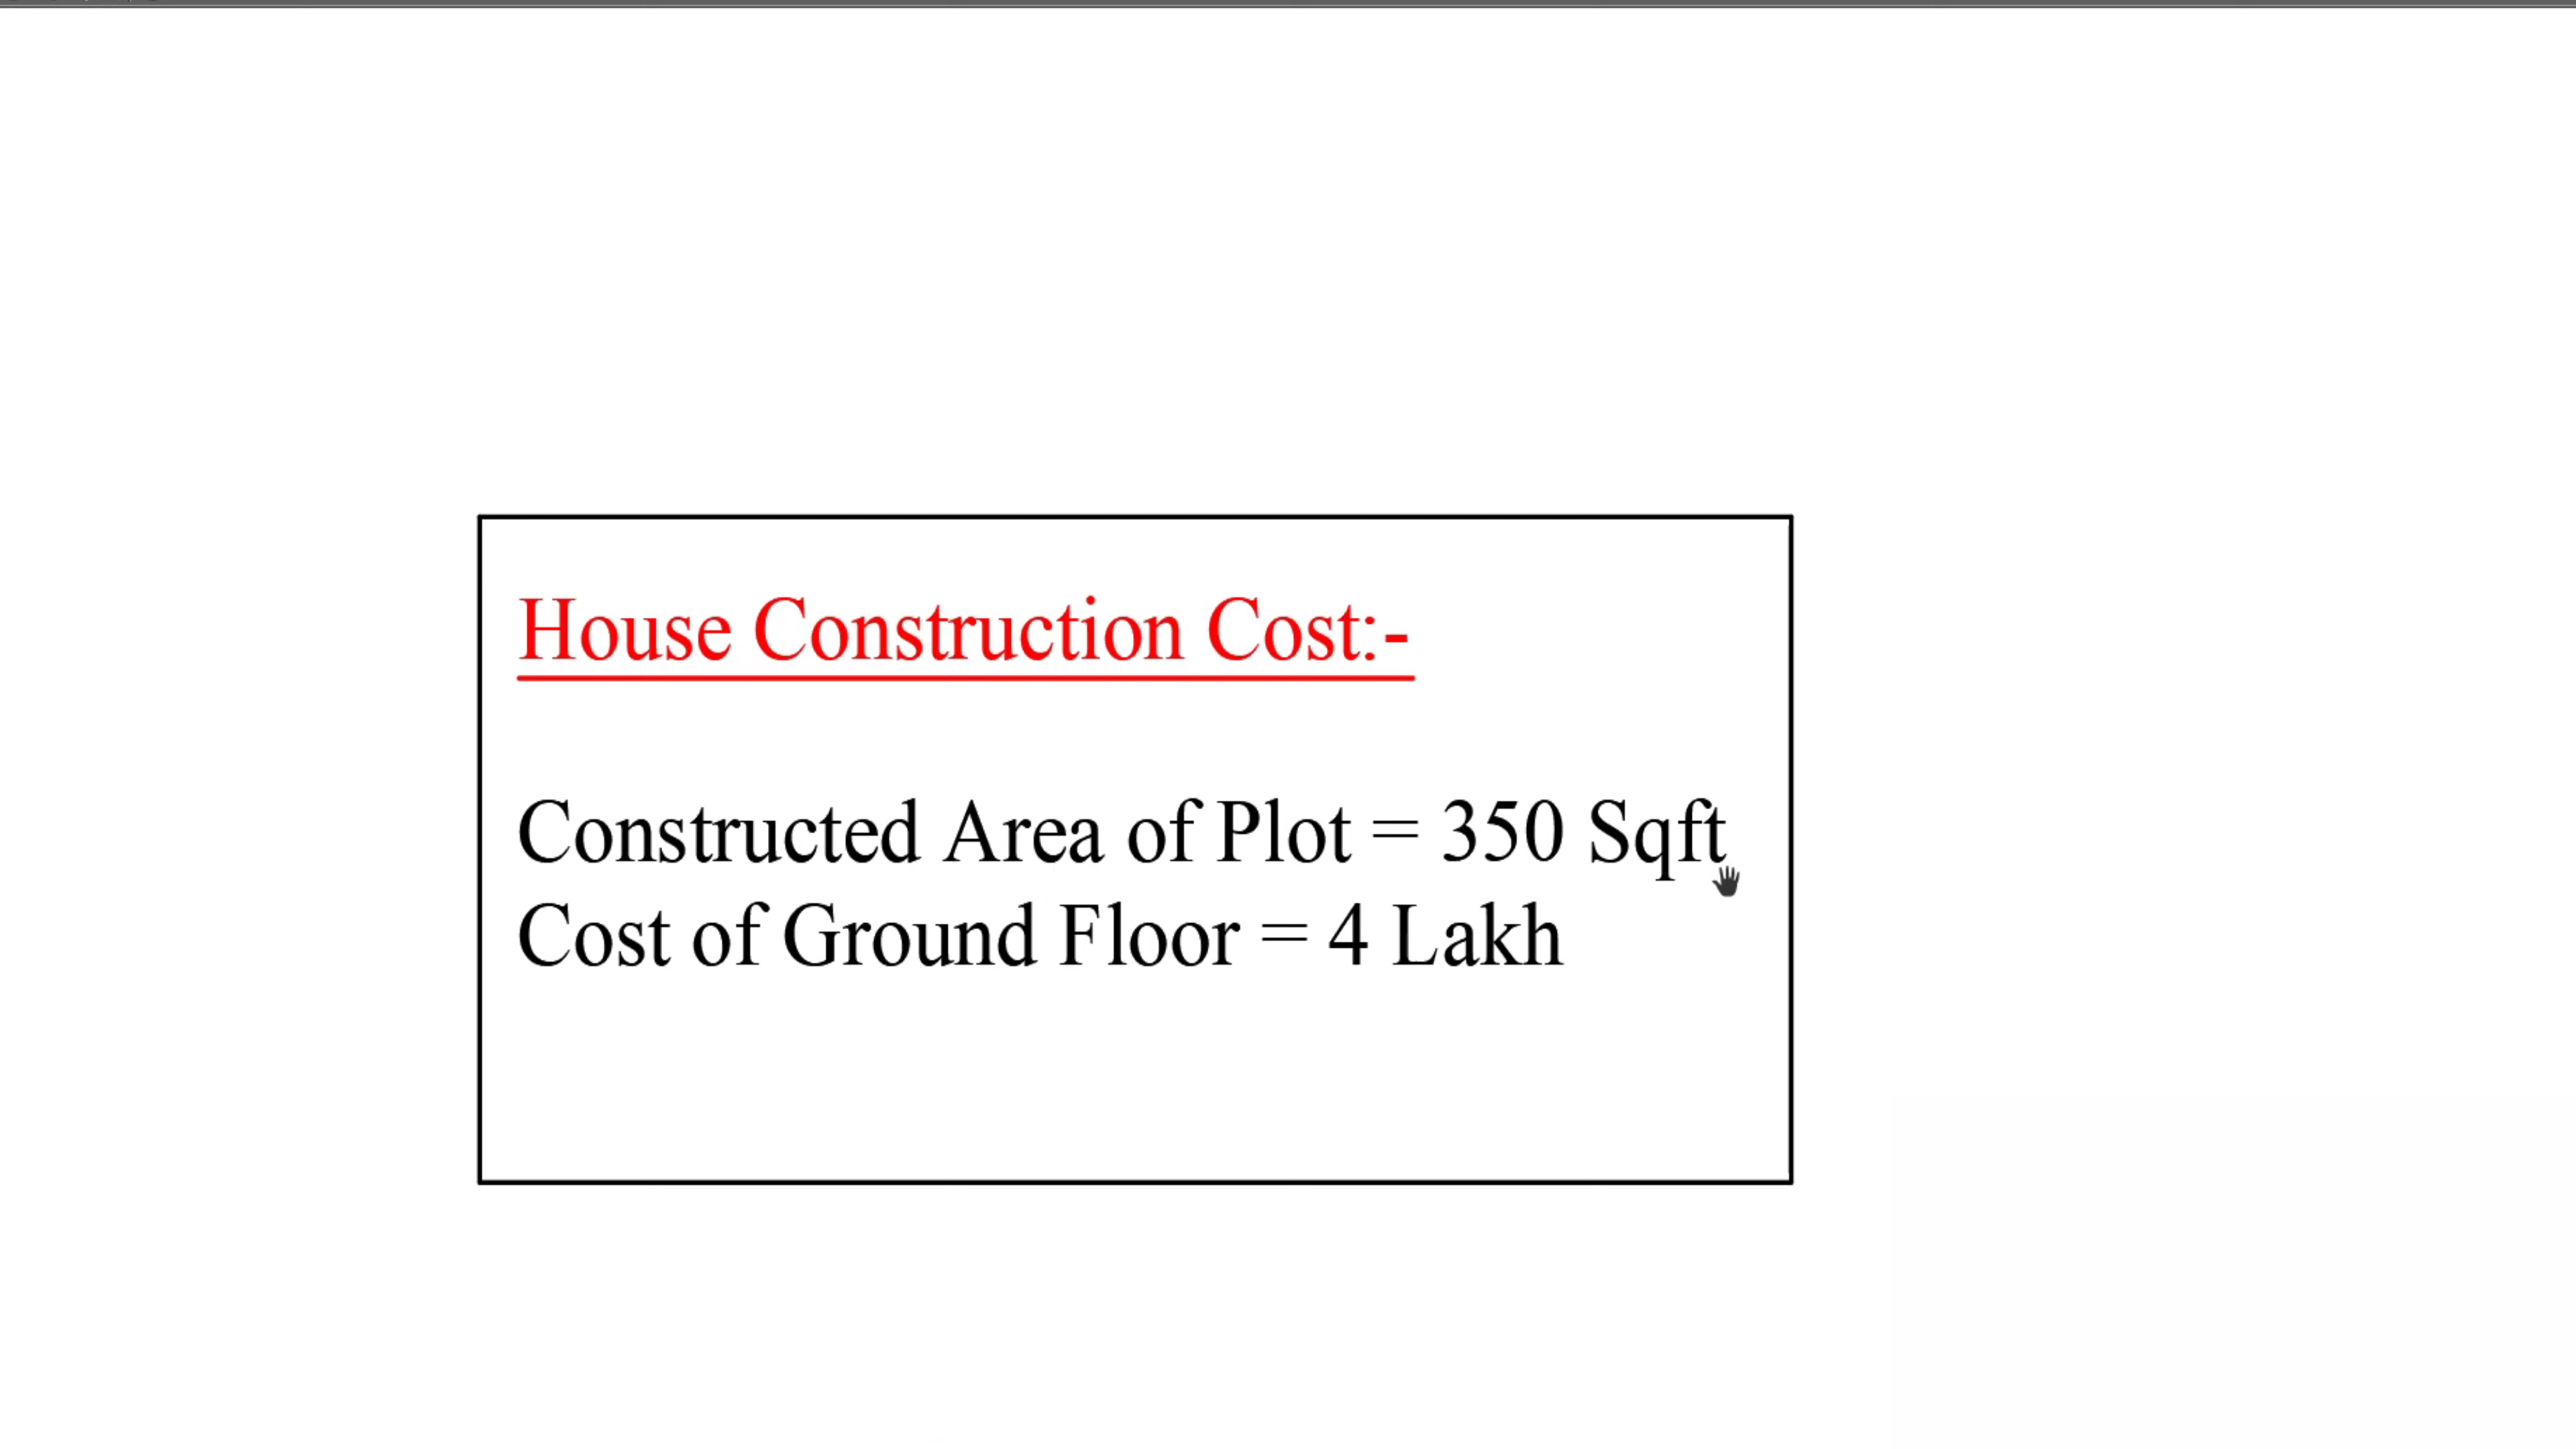 House Construction Cost:-
Constructed Area of Plot = 350 Sqft
Cost of Ground Floor = 4 Lakh